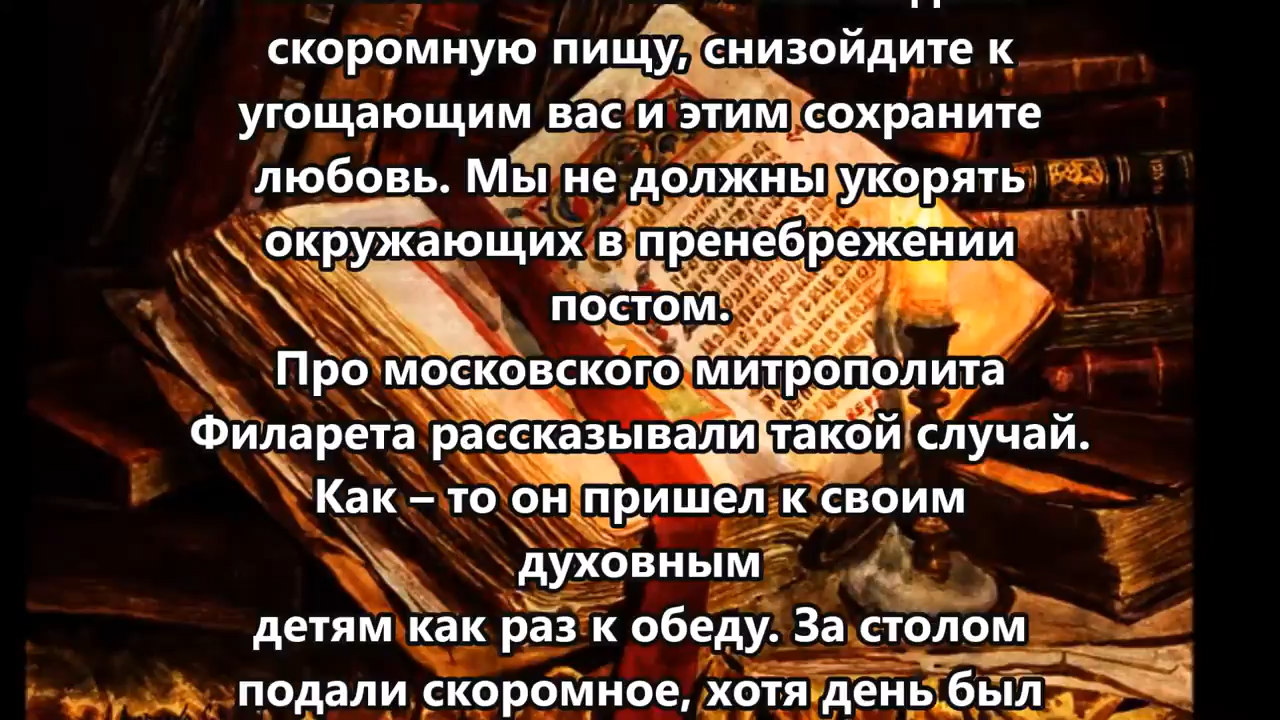 скоромную пищу, снизойдите к
угощающим вас и этим сохраните
любовь. Мы не должны укорять
окружающих в пренебрежении
постом.
Про московского митрополита
Филарета рассказывали такой случай.
Как – то он пришел к своим
духовным
детям как раз к обеду. За столом
подали скоромное, хотя день был